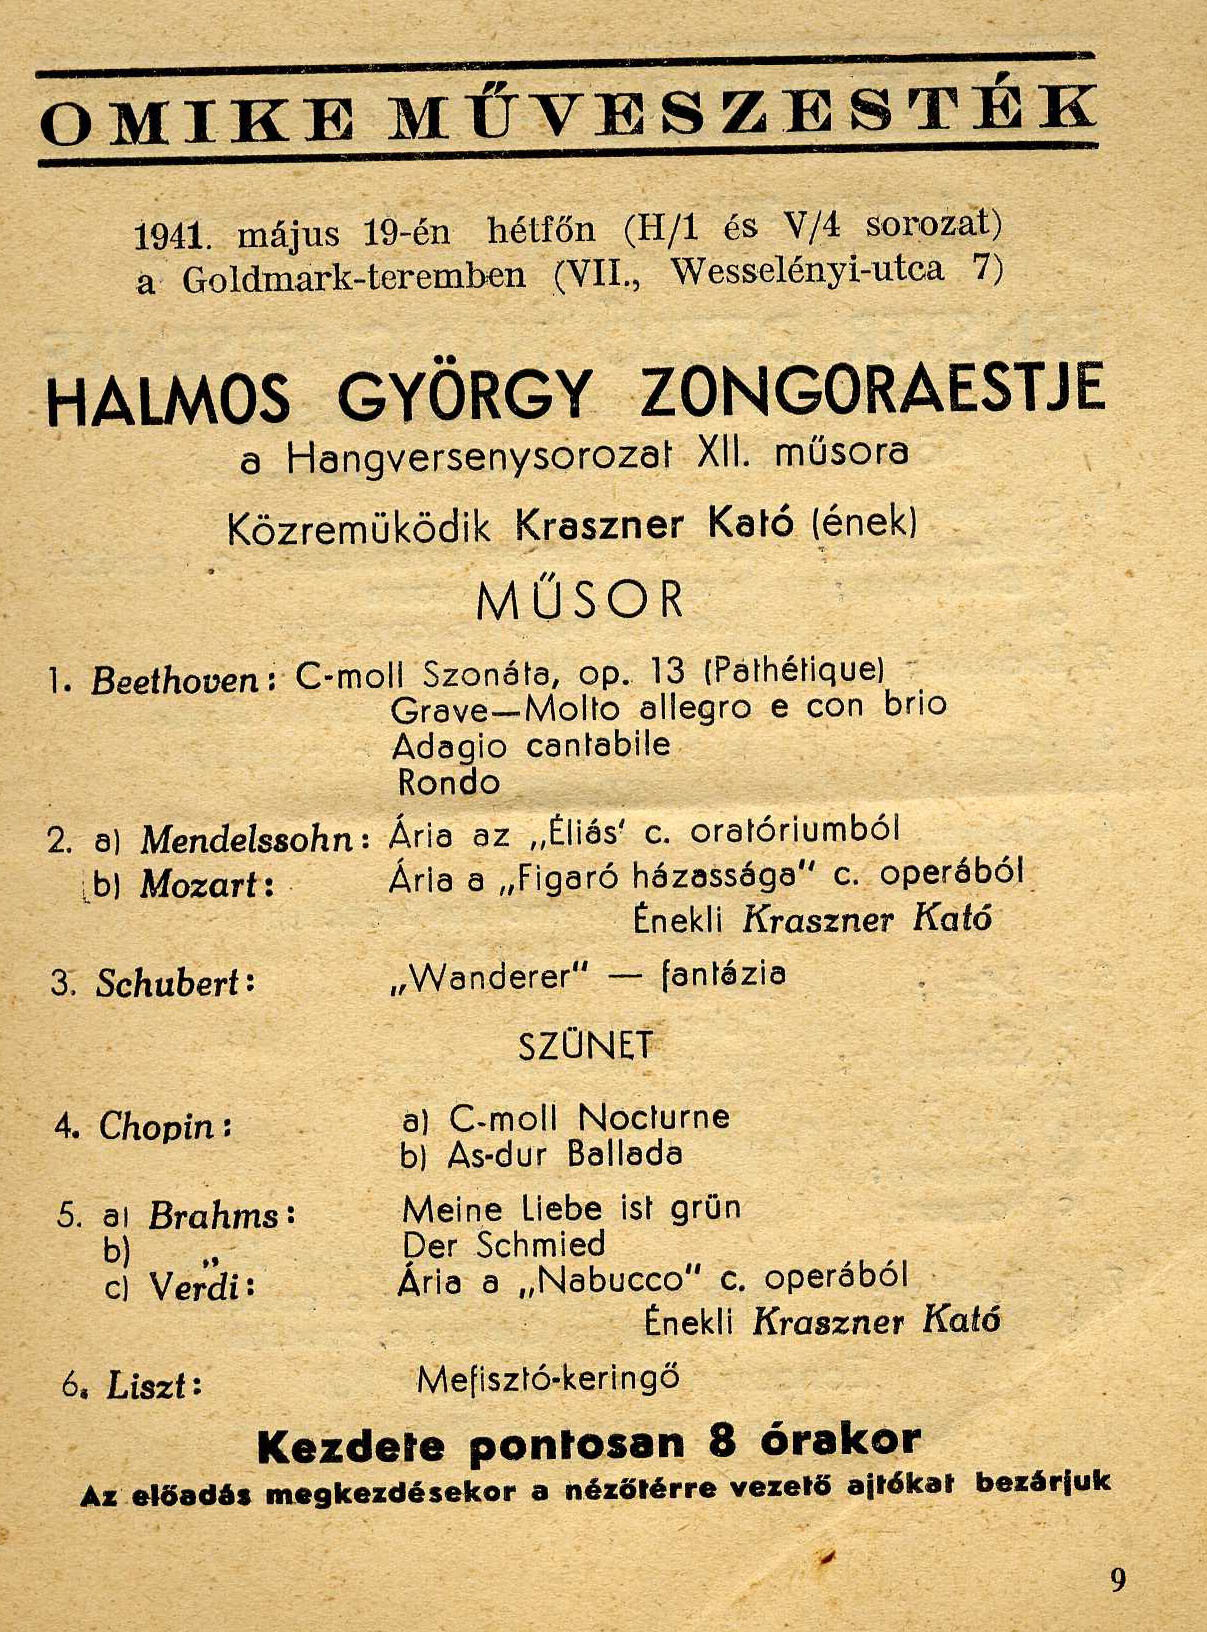 OMIKE MŰVESZESTÉK
1941. május 19-én hétfőn (H/1 és V/4 sorozat)
a Goldmark-teremben (VII., Wesselényi-utca 7)
HALMOS GYÖRGY ZONGORAESTJE
a Hangversenysorozat XII. műsora
Közremüködik Kraszner Kató (ének)
MŰSOR
1. Beethoven: C-moll Szonáta, op. 13 (Pathétique)
Grave—Molto allegro e con brio
Adagio cantabile
Rondo
2. a) Mendelssohn: Ária az „Éliás' c. oratóriumból
b) Mozart: Ária a „Figaró házassága" c. operából
Énekli Kraszner Kató
3. Schubert: „Wanderer" — fantázia
SZÜNET
4. Chopin: a) C-moll Nocturne
b) As-dur Ballada
5. a) Brahms: Meine Liebe ist grün
b) „ Der Schmied
c) Verdi: Ária a „Nabucco" c. operából
Énekli Kraszner Kató
6. Liszt: Mefisztó-keringő
Kezdete pontosan 8 órakor
Az előadás megkezdésekor a nézőtérre vezető ajtókat bezárjuk
9